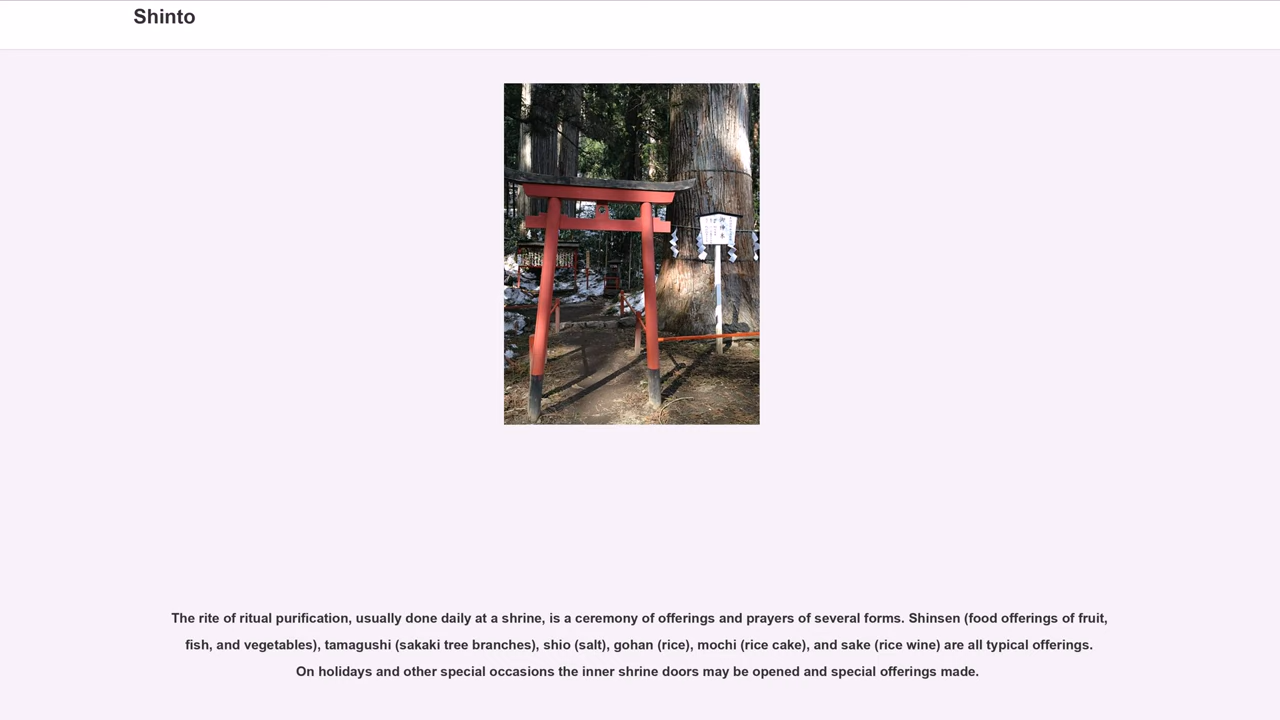 Shinto
御神木
The rite of ritual purification, usually done daily at a shrine, is a ceremony of offerings and prayers of several forms. Shinsen (food offerings of fruit,
fish, and vegetables), tamagushi (sakaki tree branches), shio (salt), gohan (rice), mochi (rice cake), and sake (rice wine) are all typical offerings.
On holidays and other special occasions the inner shrine doors may be opened and special offerings made.